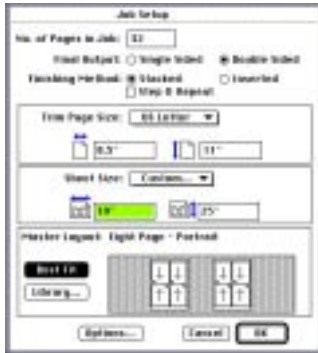 Job Setup
No. of Pages in Job: 32
Final Output: Single Sided Double Sided
Finishing Method: Stacked Inserted
Step & Repeat
Trim Page Size: US Letter
8.5" 11"
Sheet Size: Custom...
19" 25"
Master Layout: Eight Page - Portrait
Best Fit
Library...
Options... Cancel OK